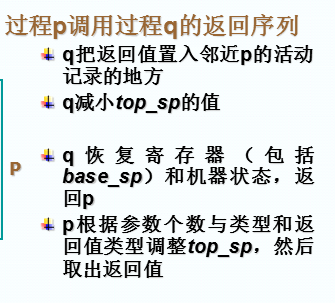 过程p调用过程q的返回序列
q把返回值置入邻近p的活动
记录的地方
q减小top_sp的值
q恢复寄存器（包括
base_sp）和机器状态，返
回p
P
p根据参数个数与类型和返
回值类型调整top_sp，然后
取出返回值